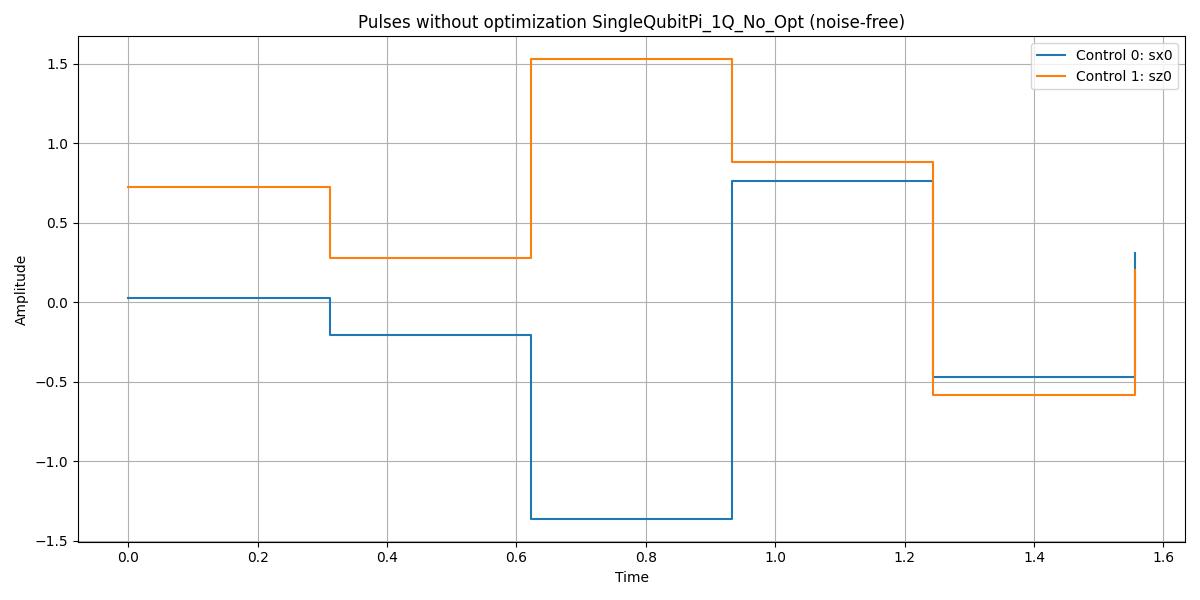 Pulses without optimization SingleQubitPi_1Q_No_Opt (noise-free)
Control 0: sx0
Control 1: sz0
1.5
1.0
0.5
0.0
−0.5
−1.0
−1.5
Amplitude
0.0 0.2 0.4 0.6 0.8 1.0 1.2 1.4 1.6
Time